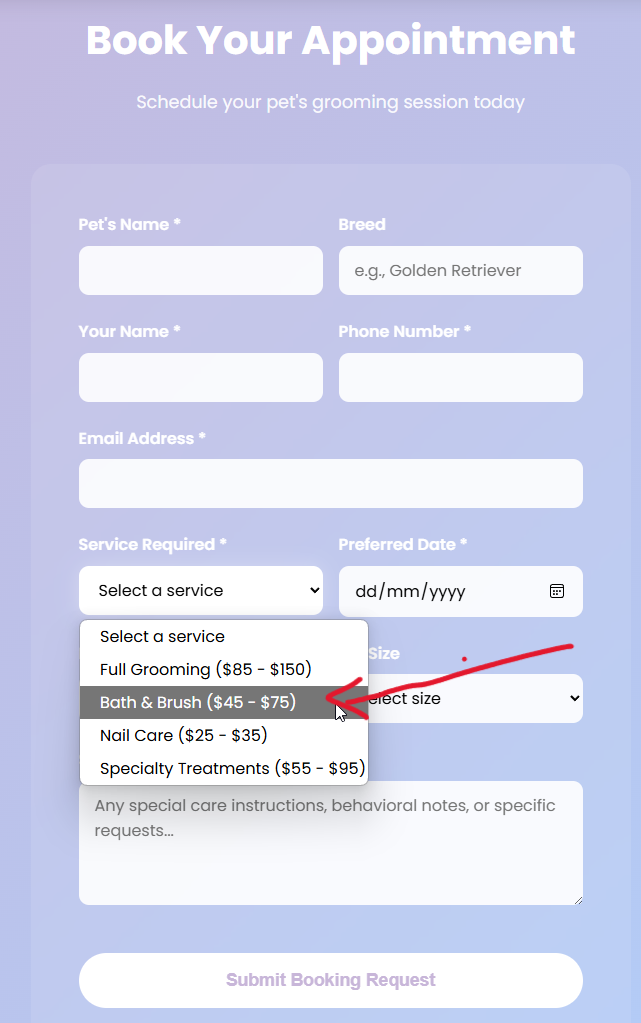 Book Your Appointment
Schedule your pet's grooming session today
Pet's Name * Breed
e.g., Golden Retriever
Your Name * Phone Number *
Email Address *
Service Required * Preferred Date *
Select a service dd/mm/yyyy
Select a service
Full Grooming ($85 - $150) Size
Bath & Brush ($45 - $75) elect size
Nail Care ($25 - $35)
Specialty Treatments ($55 - $95)
Any special care instructions, behavioral notes, or specific
requests...
Submit Booking Request